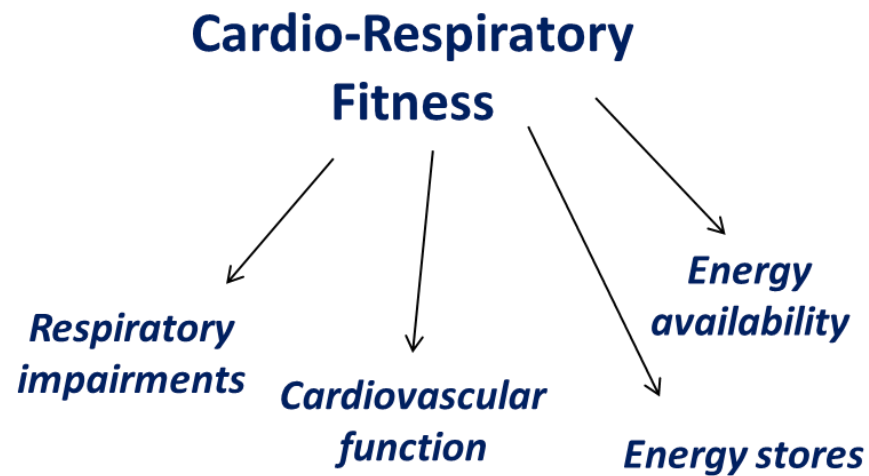 Cardio-Respiratory
Fitness
Respiratory
impairments
Cardiovascular
function
Energy stores
Energy
availability